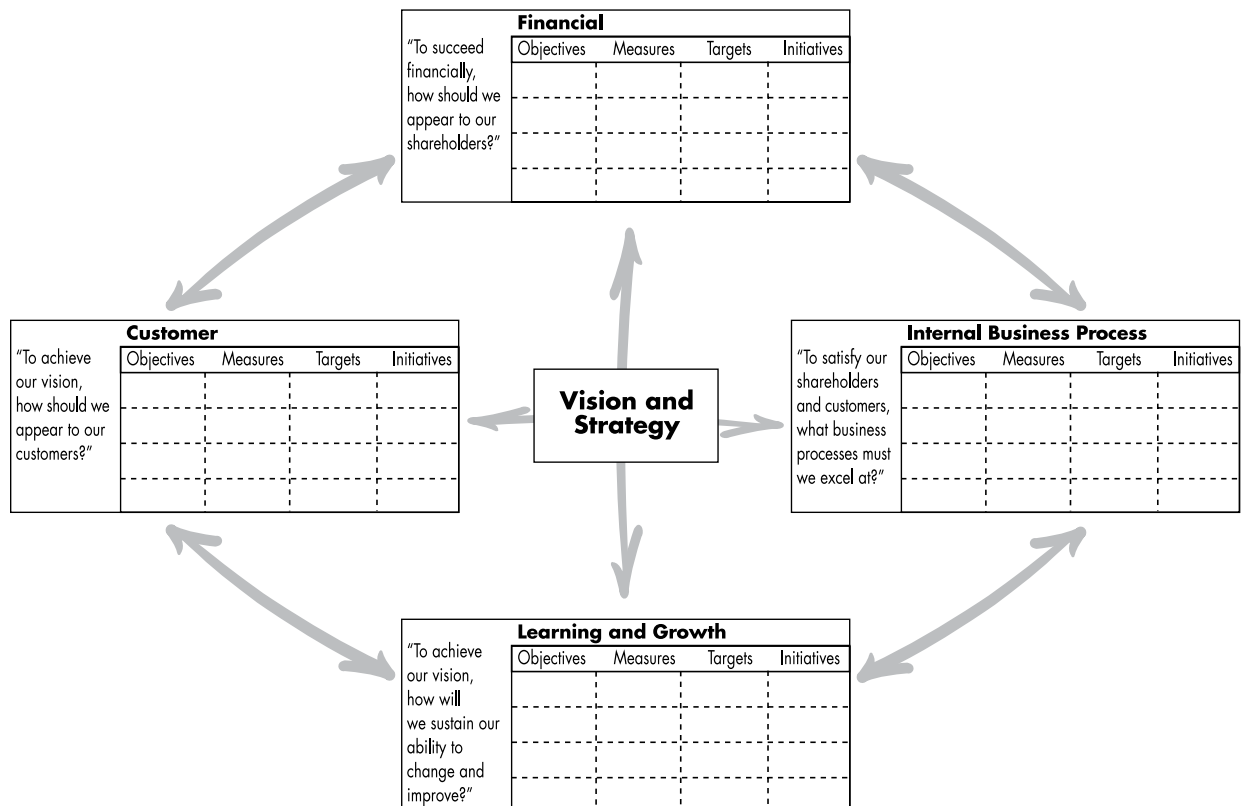 Financial
"To succeed
financially,
how should we
appear to our
shareholders?"
Objectives Measures Targets Initiatives
Customer
"To achieve
our vision,
how should we
appear to our
customers?"
Objectives Measures Targets Initiatives
Vision and
Strategy
Internal Business Process
"To satisfy our
shareholders
and customers,
what business
processes must
we excel at?"
Objectives Measures Targets Initiatives
Learning and Growth
"To achieve
our vision,
how will
we sustain our
ability to
change and
improve?"
Objectives Measures Targets Initiatives